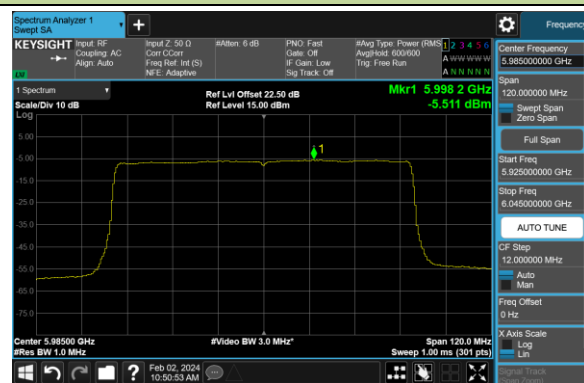 Spectrum Analyzer 1
Swept SA
Frequency
KEYSIGHT
Input: RF
Coupling: AC
Align: Auto
Input Z: 50 Ω
Corr CCorr
Freq Ref: Int (S)
NFE: Adaptive
#Atten: 6 dB
PNO: Fast
Gate: Off
IF Gain: Low
Sig Track: Off
#Avg Type: Power (RMS
Avg|Hold: 600/600
Trig: Free Run
1 2 3 4 5 6
A W W W W W
A N N N N N
LW
1 Spectrum
Scale/Div 10 dB
Log
Ref Lvl Offset 22.50 dB
Ref Level 15.00 dBm
Mkr1 5.998 2 GHz
-5.511 dBm
5.00
-5.00
-15.0
-25.0
-35.0
-45.0
-55.0
-65.0
-75.0
1
Center 5.98500 GHz
#Res BW 1.0 MHz
#Video BW 3.0 MHz*
Span 120.0 MHz
Sweep 1.00 ms (301 pts)
Center Frequency
5.985000000 GHz
Span
120.000000 MHz
Swept Span
Zero Span
Full Span
Start Freq
5.925000000 GHz
Stop Freq
6.045000000 GHz
AUTO TUNE
CF Step
12.000000 MHz
Auto
Man
Freq Offset
0 Hz
X Axis Scale
Log
Lin
Signal Track
Feb 02, 2024
10:50:53 AM